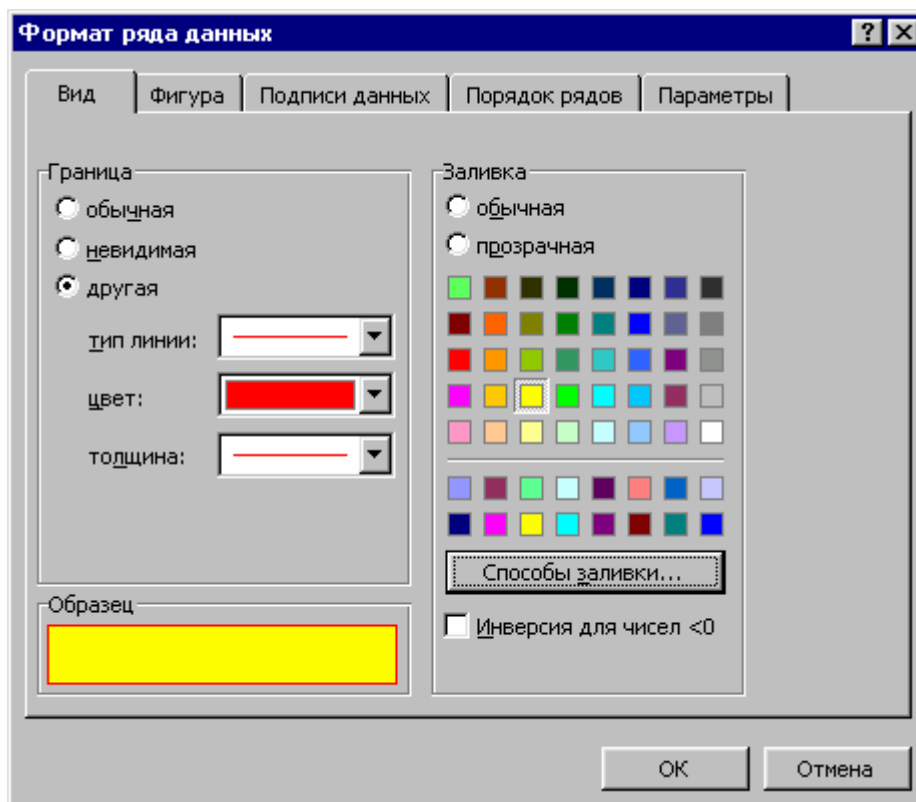 Формат ряда данных
Вид
Фигура
Подписи данных
Порядок рядов
Параметры
Граница
обычная
невидимая
другая
тип линии:
цвет:
толщина:
Образец
Заливка
обычная
прозрачная
Способы заливки...
Инверсия для чисел <0
ОК
Отмена